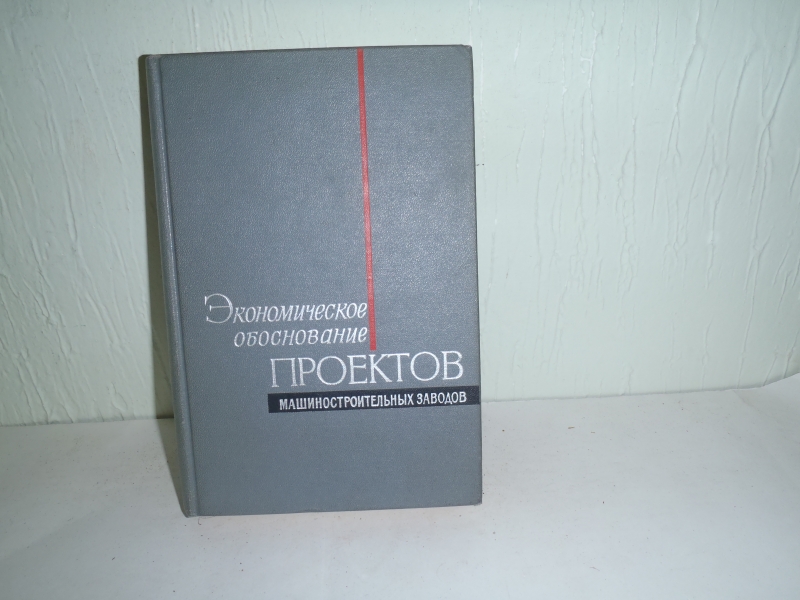 Экономическое
обоснование
ПРОЕКТОВ
МАШИНОСТРОИТЕЛЬНЫХ ЗАВОДОВ